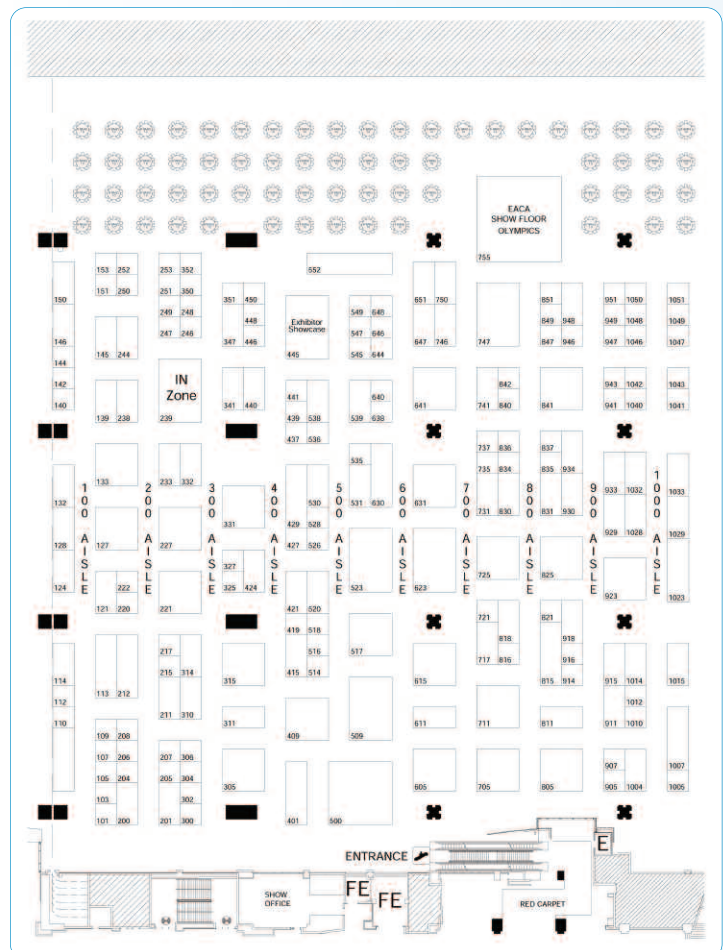 EACA
SHOW FLOOR
OLYMPICS
755
153 252 253 352 552
151 250 251 350
150 249 248 351 450 549 648 651 750 851 951 1050 1051
448 Exhibitor
Showcase
247 246 547 646 849 948 949 1048 1049
146 347 446 545 644 647 746 747 847 946 947 1046 1047
145 244 445
144
IN
Zone
142 441 640 842 943 1042 1043
140 341 440 641 741 840 841 941 1040 1041
139 238 239 439 538 539 638
437 536
737 836 837
133 233 332 535 735 834 835 934
933 1032 1033
132 331 530 531 630 631 731 830 831 930
429 528 929 1028 1029
127 227 427 526
128
100 AISLE
200 AISLE
300 AISLE
400 AISLE
500 AISLE
600 AISLE
700 AISLE
800 AISLE
900 AISLE
1000 AISLE
327 725 825
124 222 325 424 523 623
923 1023
121 220 221 421 520
721 621
419 518
217 516 517 818 918
717 816 916
114 215 314 315 415 514 615 815 914 915 1014 1015
112 1012
113 212
110 211 310 311 611 711 811 911 1010
109 208 409 509
107 206 207 306 907 1007
105 204 205 304 305 605 705 805 905 1004 1005
103 302
101 200 201 300 401 500
ENTRANCE
E
SHOW
OFFICE
FE
FE
RED CARPET